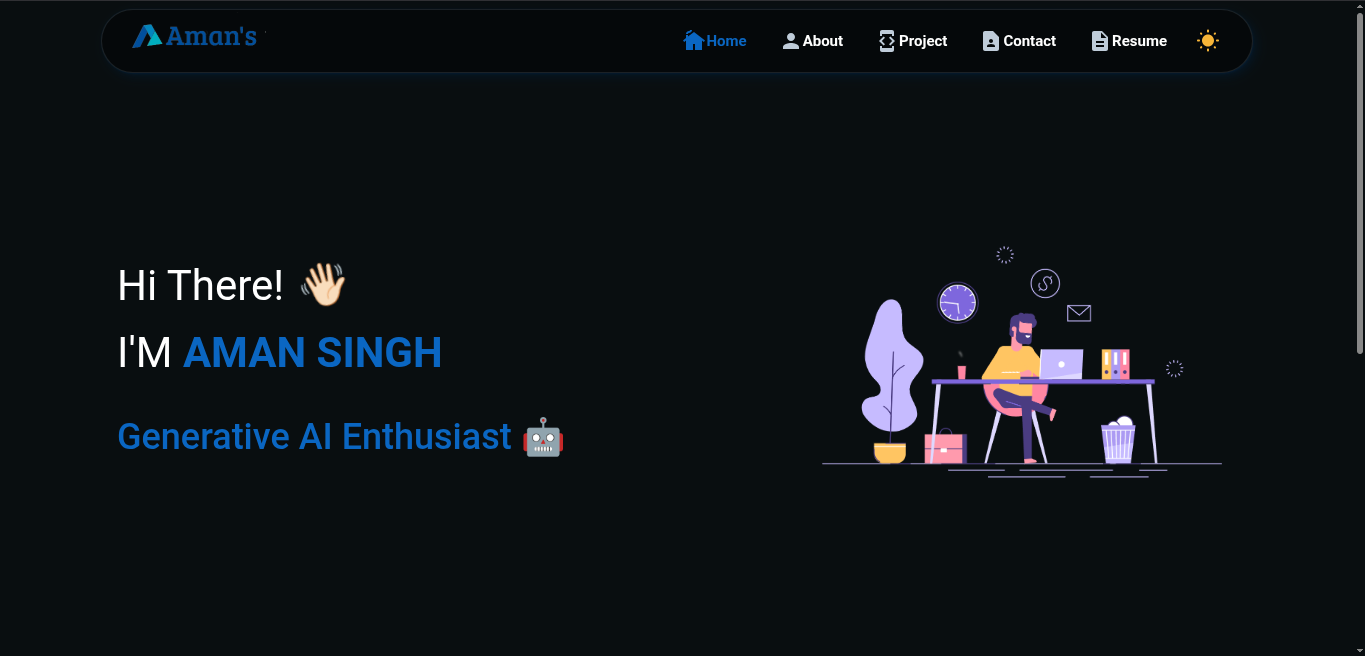 Aman's
Home About Project Contact Resume
Hi There! 👋🏻
I'M AMAN SINGH
Generative AI Enthusiast 🤖